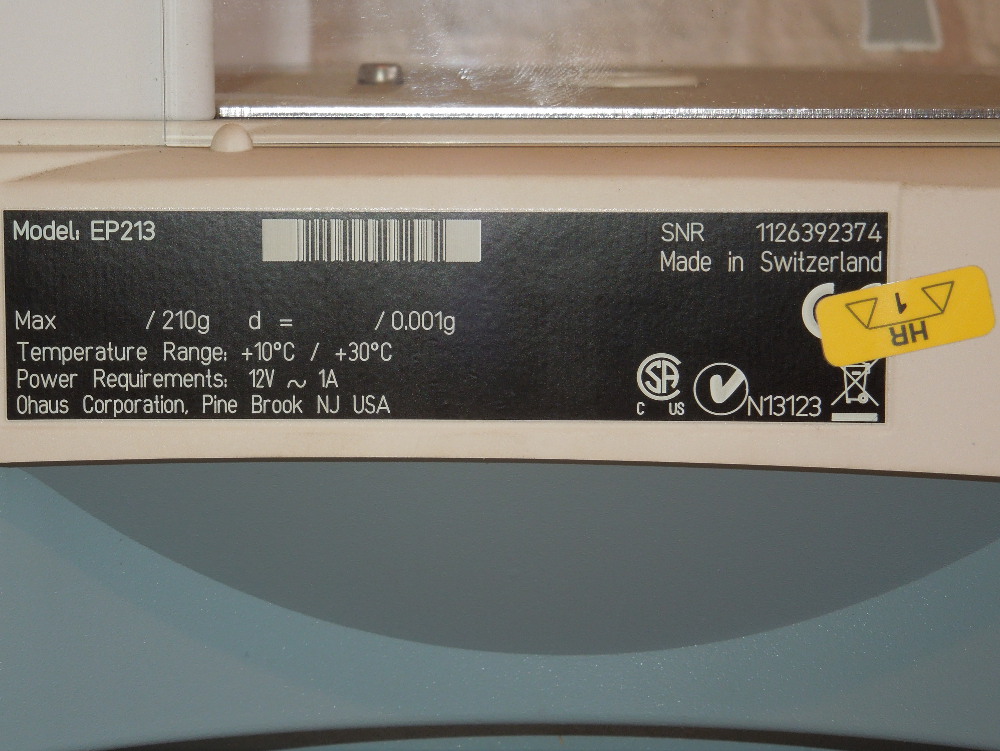 Model: EP213
SNR 1126392374
Made in Switzerland
Max / 210g d = / 0.001g
Temperature Range: +10°C / +30°C
Power Requirements: 12V ~ 1A
Ohaus Corporation, Pine Brook NJ USA
C US
N13123
HR
1